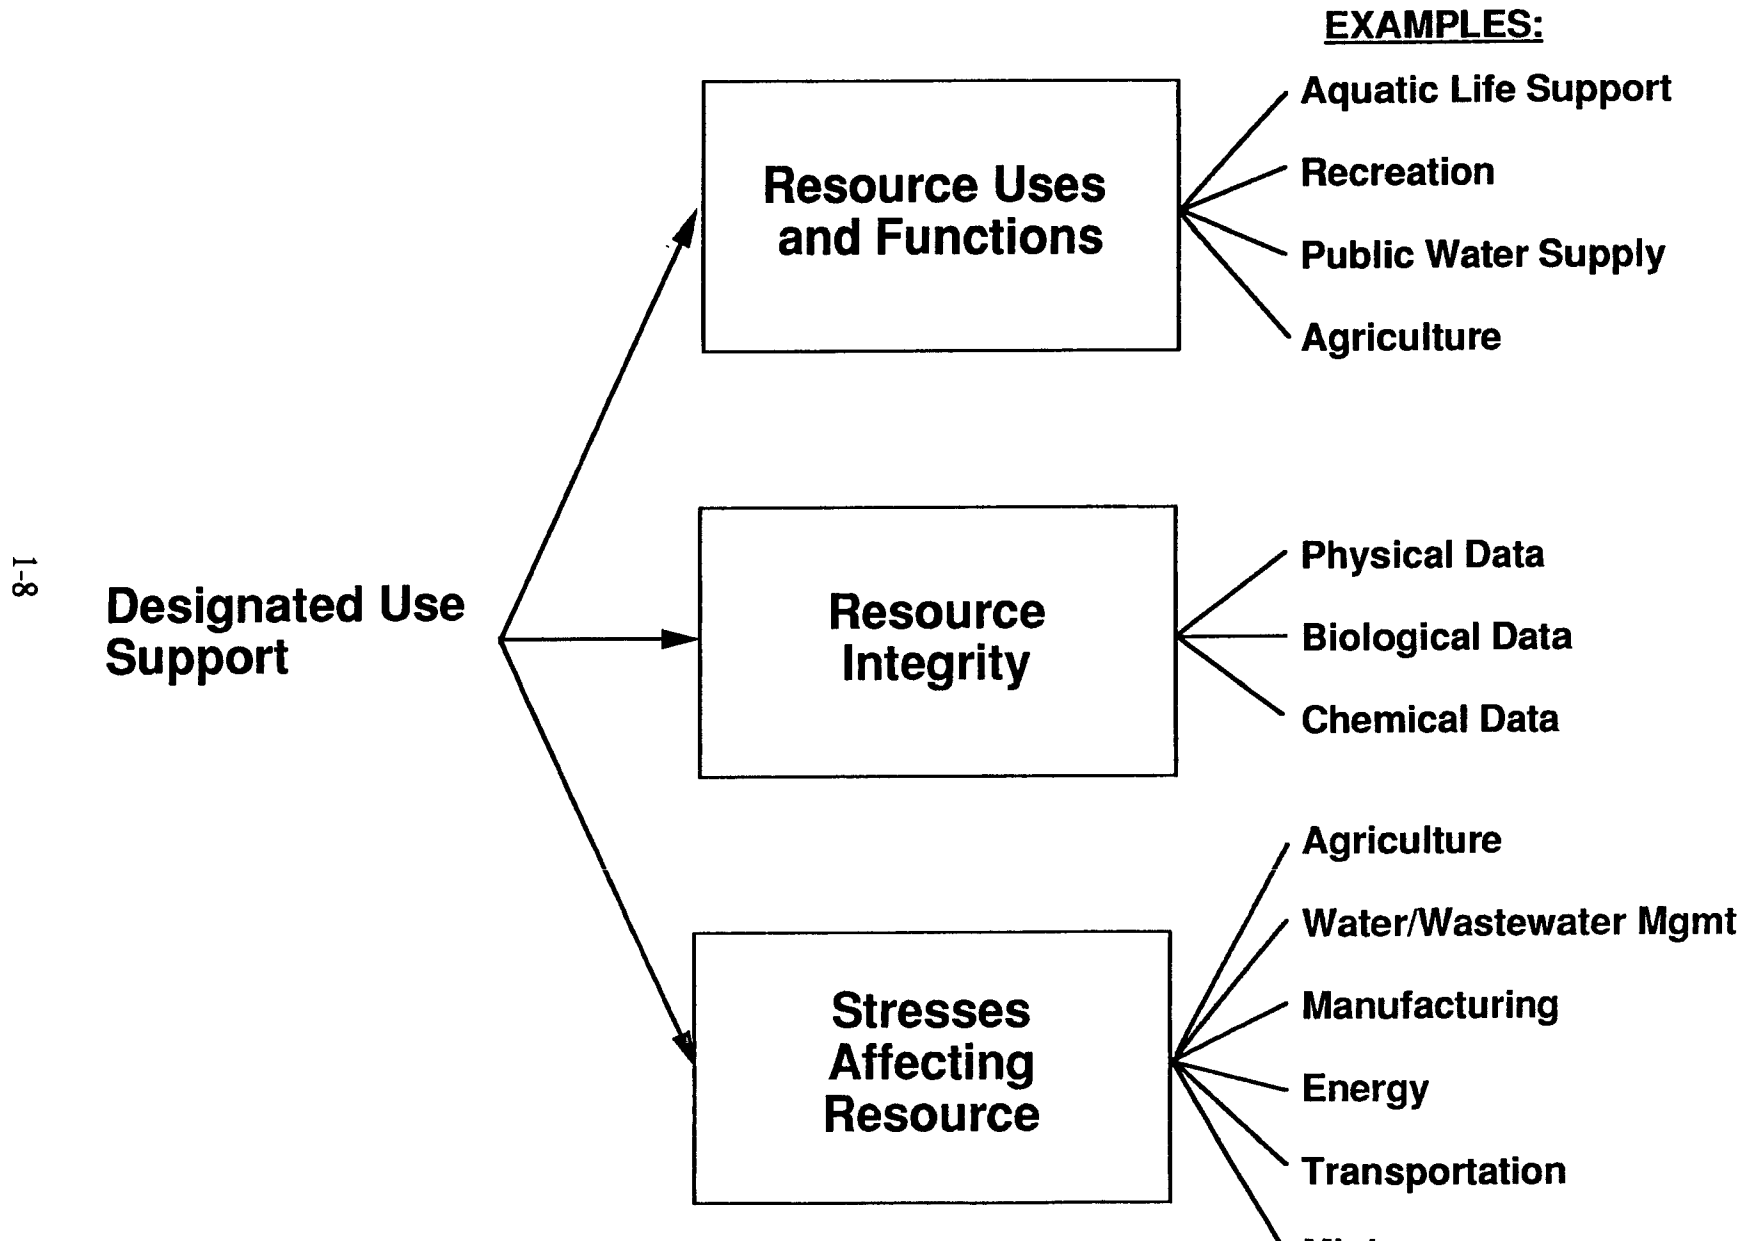 EXAMPLES:
Aquatic Life Support
Resource Uses
and Functions
Recreation
Public Water Supply
Agriculture
1-8
Designated Use
Support
Resource
Integrity
Physical Data
Biological Data
Chemical Data
Stresses
Affecting
Resource
Agriculture
Water/Wastewater Mgmt
Manufacturing
Energy
Transportation